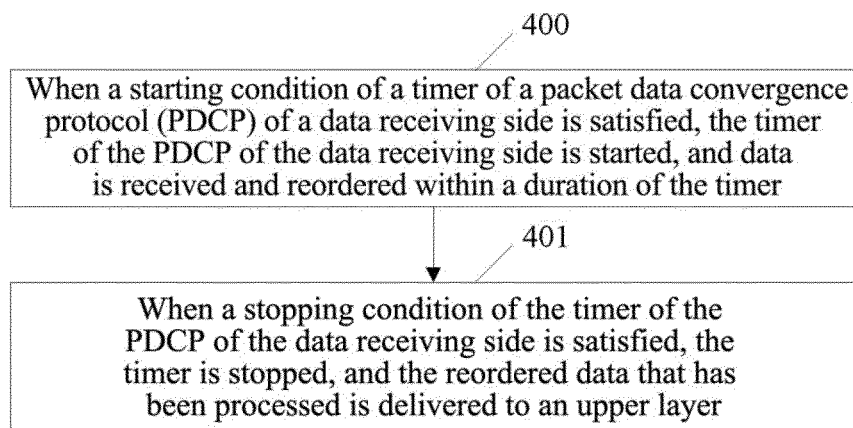 400
When a starting condition of a timer of a packet data convergence
protocol (PDCP) of a data receiving side is satisfied, the timer
of the PDCP of the data receiving side is started, and data
is received and reordered within a duration of the timer
401
When a stopping condition of the timer of the
PDCP of the data receiving side is satisfied, the
timer is stopped, and the reordered data that has
been processed is delivered to an upper layer